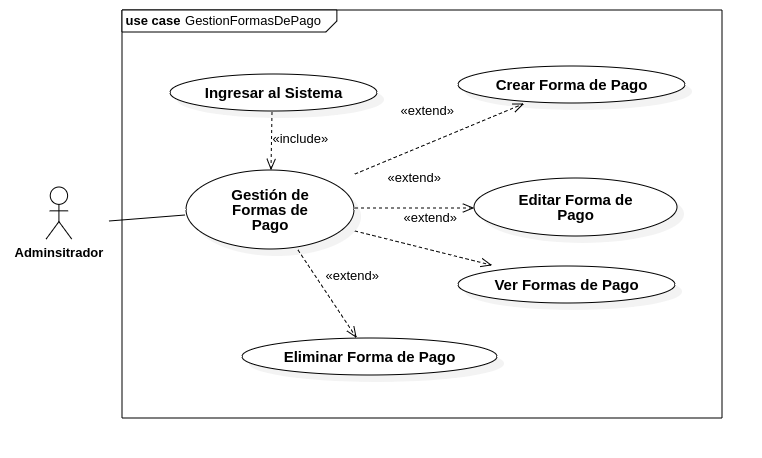 use case GestionFormasDePago
Ingresar al Sistema
Crear Forma de Pago
«extend»
«include»
«extend»
Gestión de
Formas de
Pago
Editar Forma de
Pago
«extend»
Adminsitrador
«extend»
Ver Formas de Pago
Eliminar Forma de Pago